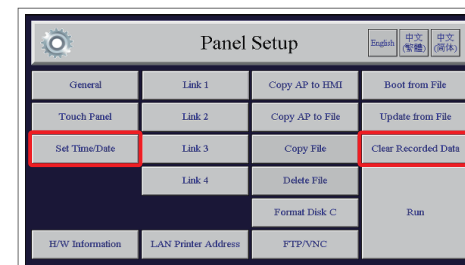 Panel Setup
English
中文
(繁體)
中文
(简体)
General
Link 1
Copy AP to HMI
Boot from File
Touch Panel
Link 2
Copy AP to File
Update from File
Set Time/Date
Link 3
Copy File
Clear Recorded Data
Link 4
Delete File
Format Disk C
Run
H/W Information
LAN Printer Address
FTP/VNC